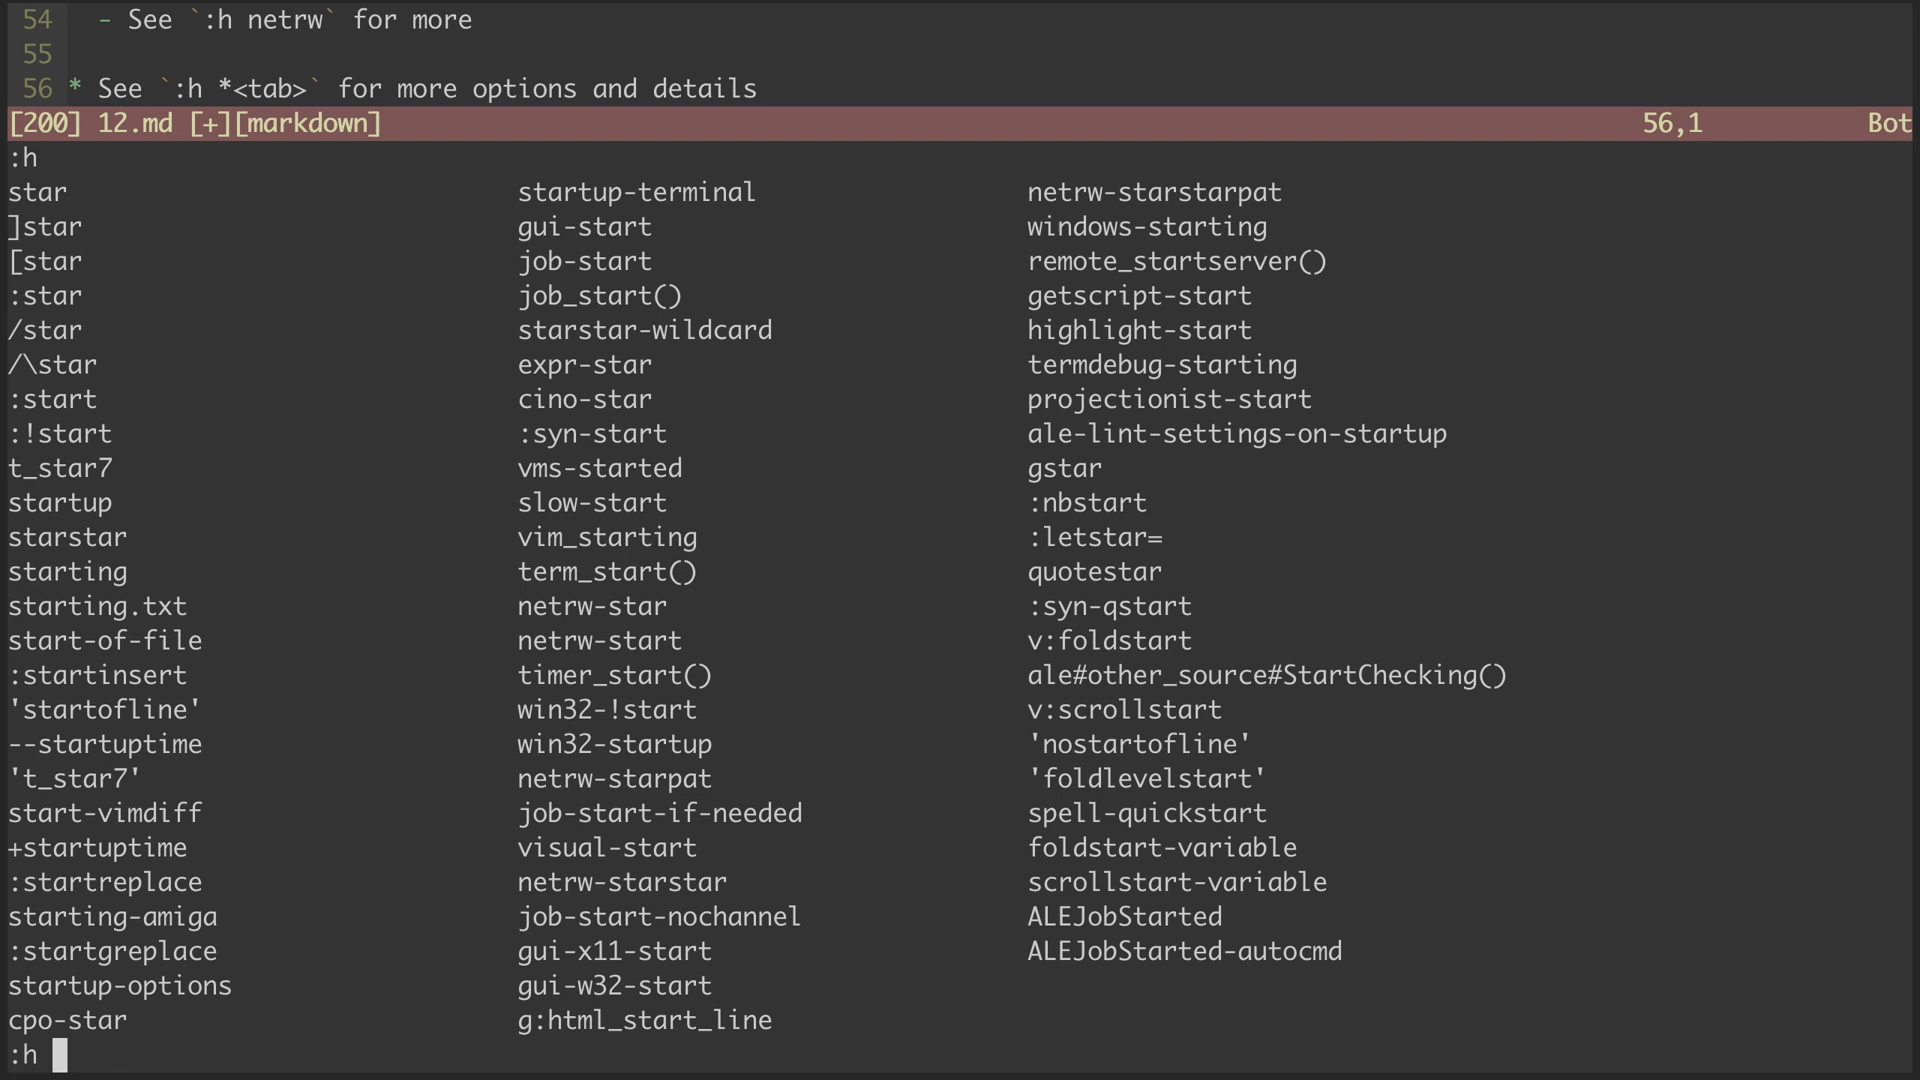 54   - See `:h netrw` for more
55
56 * See `:h *<tab>` for more options and details
[200] 12.md [+][markdown] 56,1 Bot
:h
star startup-terminal netrw-starstarpat
]star gui-start windows-starting
[star job-start remote_startserver()
:star job_start() getscript-start
/star starstar-wildcard highlight-start
/\star expr-star termdebug-starting
:start cino-star projectionist-start
:!start :syn-start ale-lint-settings-on-startup
t_star7 vms-started gstar
startup slow-start :nbstart
starstar vim_starting :letstar=
starting term_start() quotestar
starting.txt netrw-star :syn-qstart
start-of-file netrw-start v:foldstart
:startinsert timer_start() ale#other_source#StartChecking()
'startofline' win32-!start v:scrollstart
--startuptime win32-startup 'nostartofline'
't_star7' netrw-starpat 'foldlevelstart'
start-vimdiff job-start-if-needed spell-quickstart
+startuptime visual-start foldstart-variable
:startreplace netrw-starstar scrollstart-variable
starting-amiga job-start-nochannel ALEJobStarted
:startgreplace gui-x11-start ALEJobStarted-autocmd
startup-options gui-w32-start
cpo-star g:html_start_line
:h